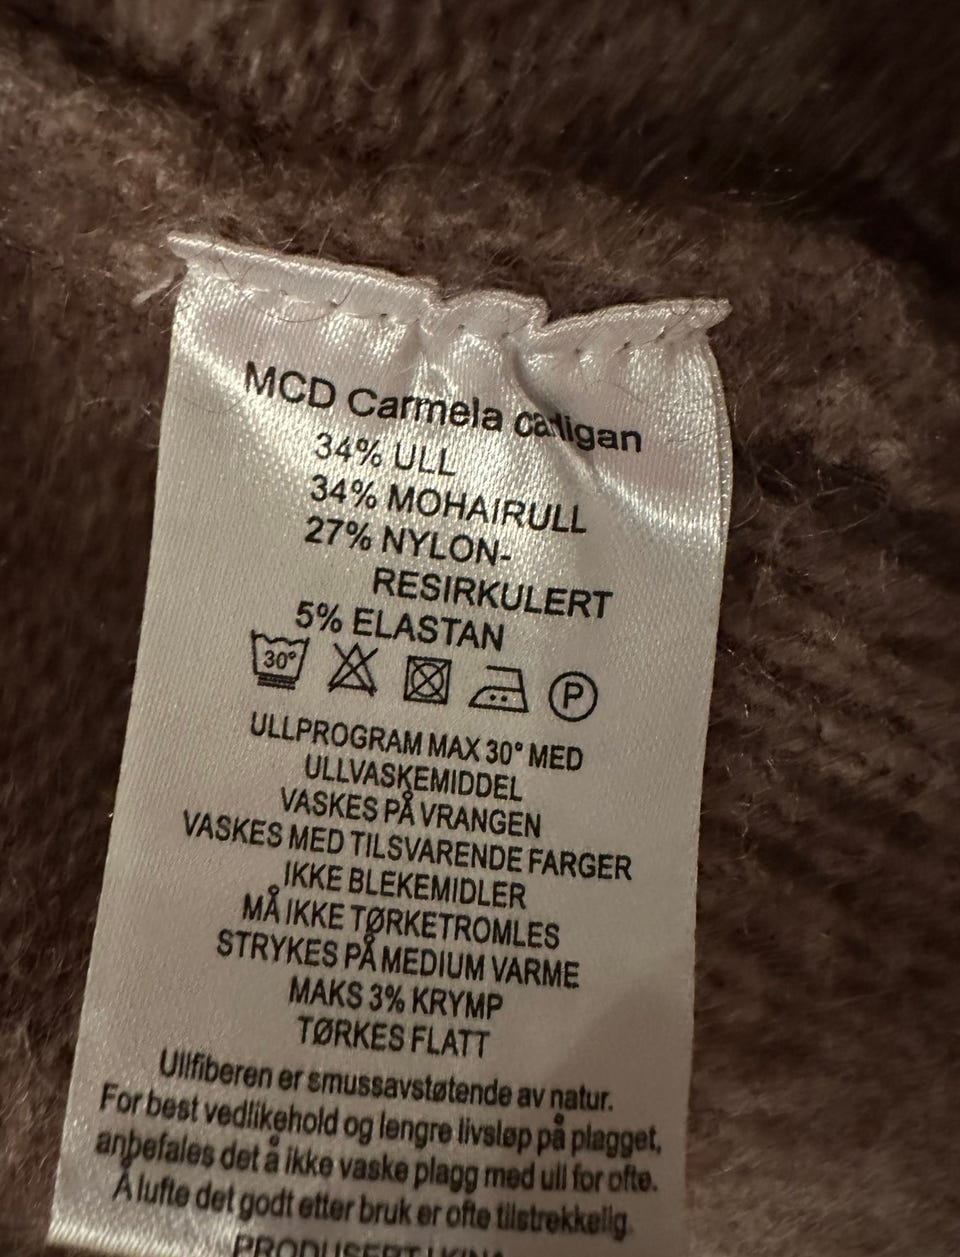 MCD Carmela cardigan
34% ULL
34% MOHAIRULL
27% NYLON-
RESIRKULERT
5% ELASTAN
30° P
ULLPROGRAM MAX 30° MED
ULLVASKEMIDDEL
VASKES PÅ VRANGEN
VASKES MED TILSVARENDE FARGER
IKKE BLEKEMIDLER
MÅ IKKE TØRKETROMLES
STRYKES PÅ MEDIUM VARME
MAKS 3% KRYMP
TØRKES FLATT
Ullfiberen er smussavstøtende av natur.
For best vedlikehold og lengre livsløp på plagget,
anbefales det å ikke vaske plagg med ull for ofte.
Å lufte det godt etter bruk er ofte tilstrekkelig.
PRODUSERT I KINA